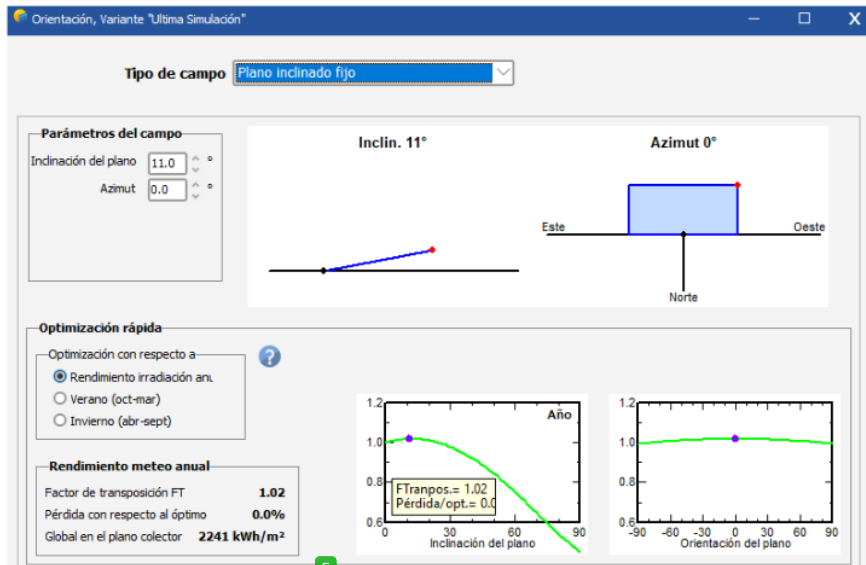 Orientación, Variante "Ultima Simulación"
Tipo de campo Plano inclinado fijo
Parámetros del campo
Inclinación del plano 11.0 °
Azimut 0.0 °
Inclin. 11°
Azimut 0°
Este
Oeste
Norte
Optimización rápida
Optimización con respecto a
Rendimiento irradiación anu
Verano (oct-mar)
Invierno (abr-sept)
?
Rendimiento meteo anual
Factor de transposición FT 1.02
Pérdida con respecto al óptimo 0.0%
Global en el plano colector 2241 kWh/m²
Año
1.2
1.0
0.8
0.6
FTranpos.= 1.02
Pérdida/opt.= 0.0
0 30 60 90
Inclinación del plano
1.2
1.0
0.8
0.6
-90 -60 -30 0 30 60 90
Orientación del plano